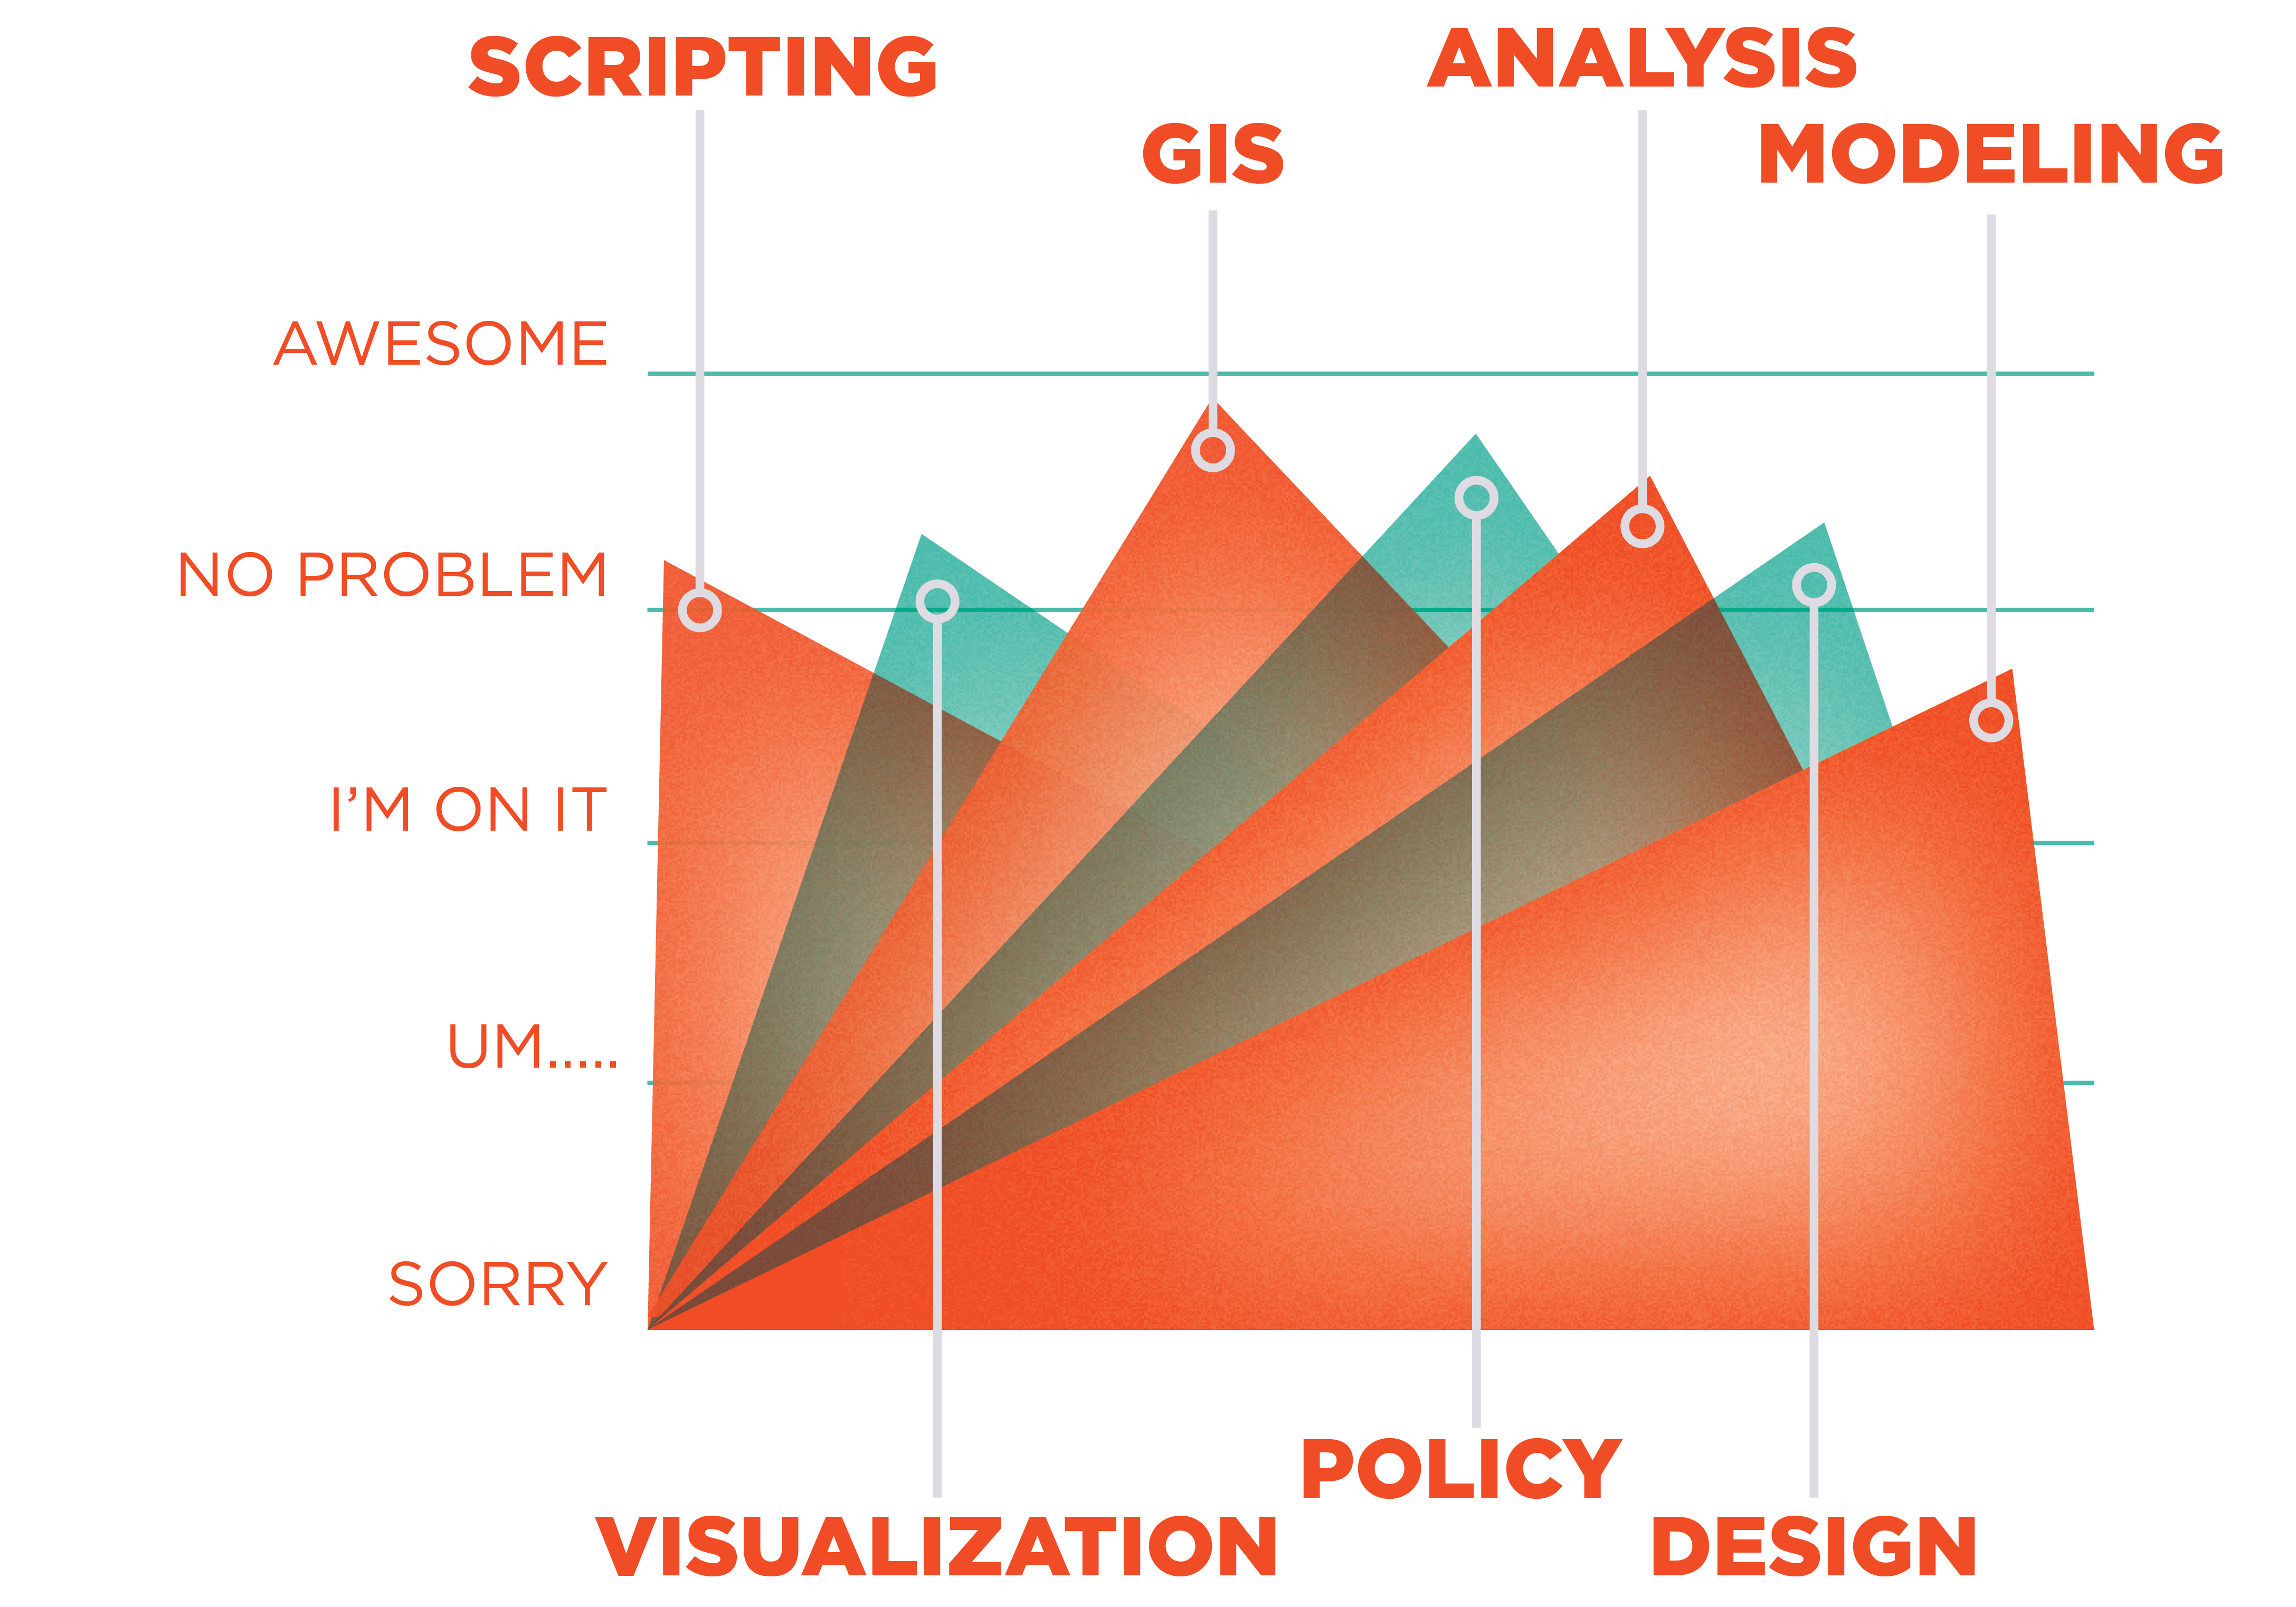 SCRIPTING
ANALYSIS
GIS
MODELING
AWESOME
NO PROBLEM
I’M ON IT
UM.....
SORRY
POLICY
VISUALIZATION
DESIGN